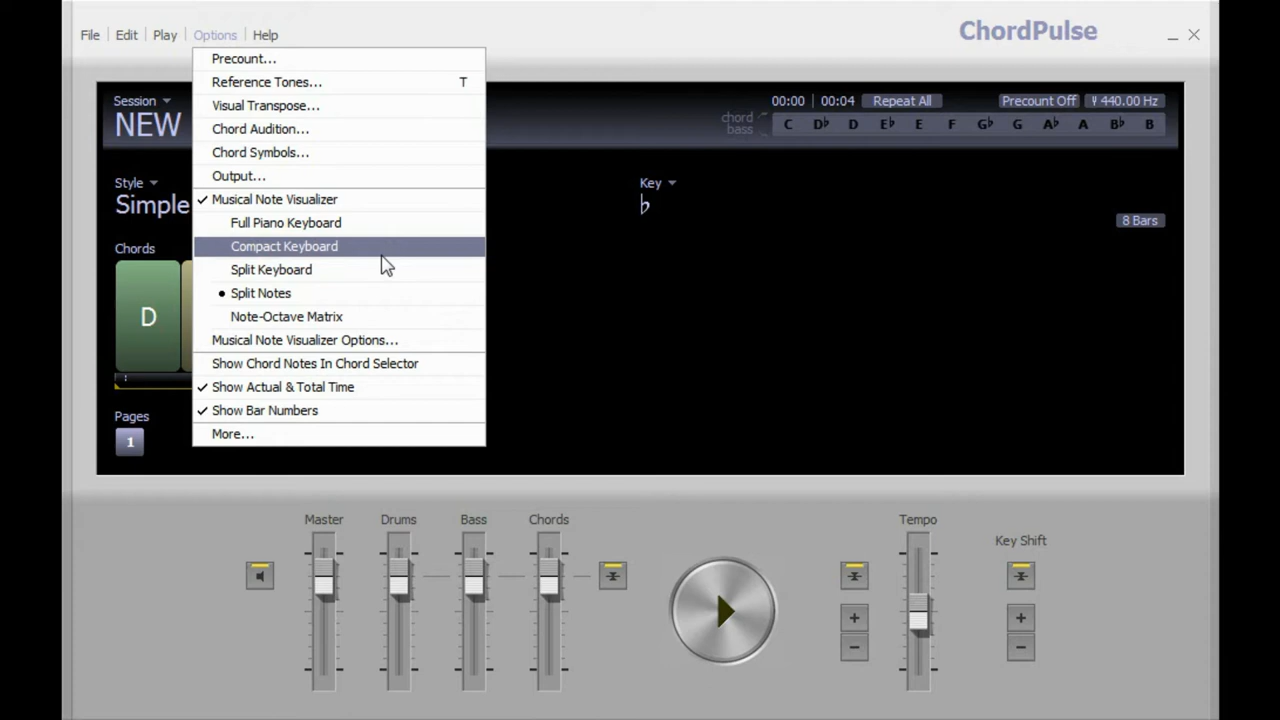 File Edit Play Options Help
ChordPulse
Precount...
Reference Tones... T
Visual Transpose...
Chord Audition...
Chord Symbols...
Output...
Musical Note Visualizer
Full Piano Keyboard
Compact Keyboard
Split Keyboard
Split Notes
Note-Octave Matrix
Musical Note Visualizer Options...
Show Chord Notes In Chord Selector
Show Actual & Total Time
Show Bar Numbers
More...
Session
NEW
00:00 00:04 Repeat All Precount Off 440.00 Hz
chord
bass
C D♭ D E♭ E F G♭ G A♭ A B♭ B
Style
Simple
Key
♭
8 Bars
Chords
D
1
Pages
1
Master Drums Bass Chords Tempo
Key Shift
+ +
− −